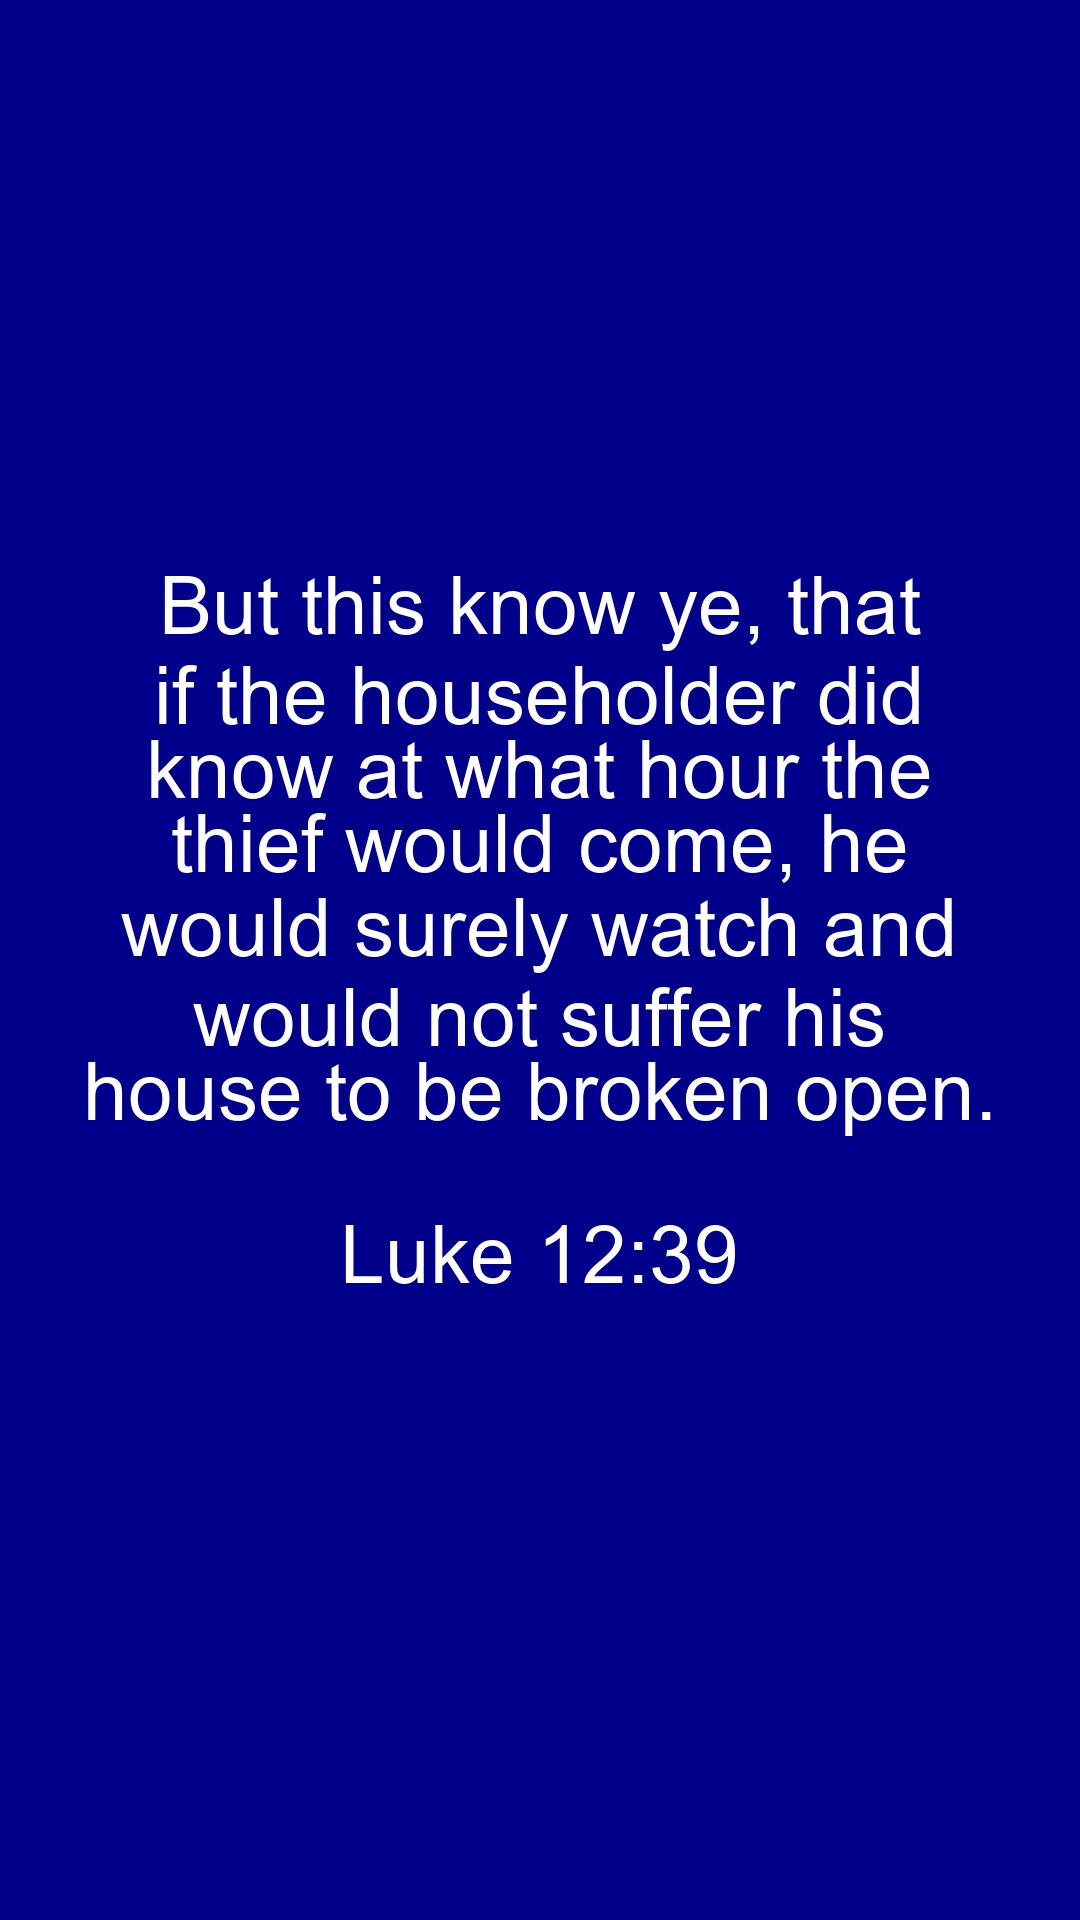 But this know ye, that
if the householder did
know at what hour the
thief would come, he
would surely watch and
would not suffer his
house to be broken open.
Luke 12:39